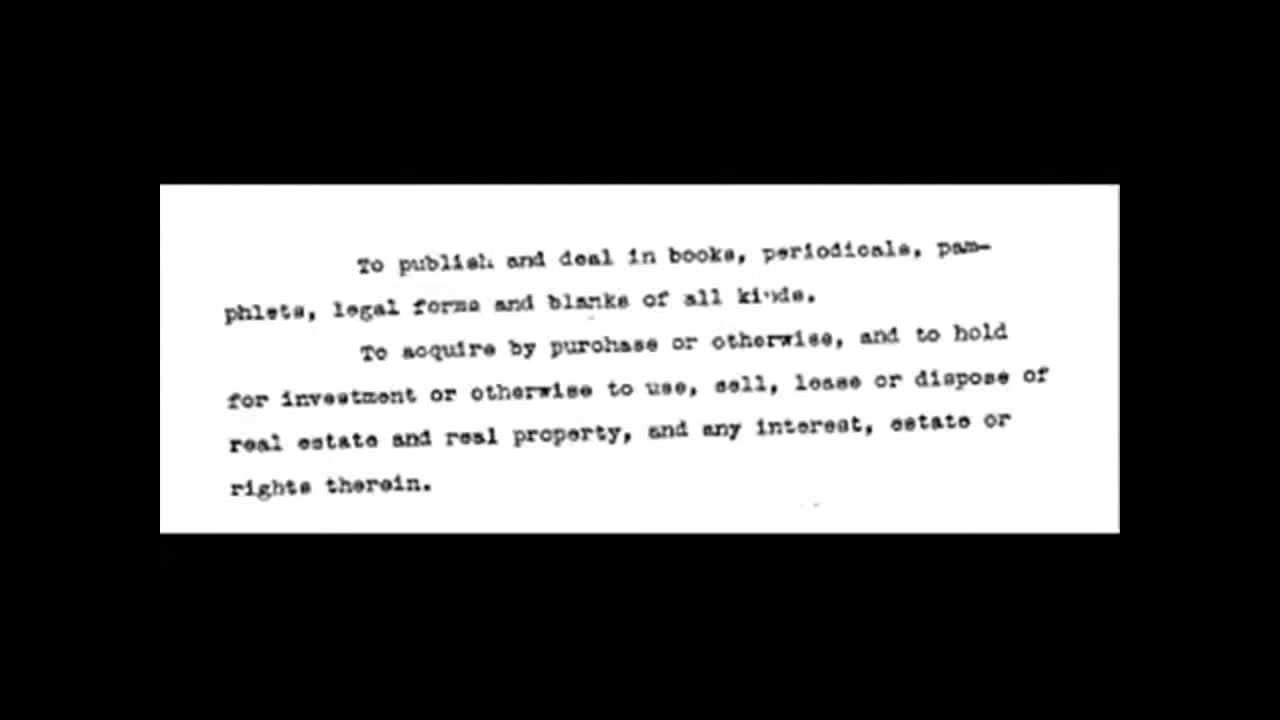 To publish and deal in books, periodicals, pam-
phlets, legal forms and blanks of all kinds.
To acquire by purchase or otherwise, and to hold
for investment or otherwise to use, sell, lease or dispose of
real estate and real property, and any interest, estate or
rights therein.